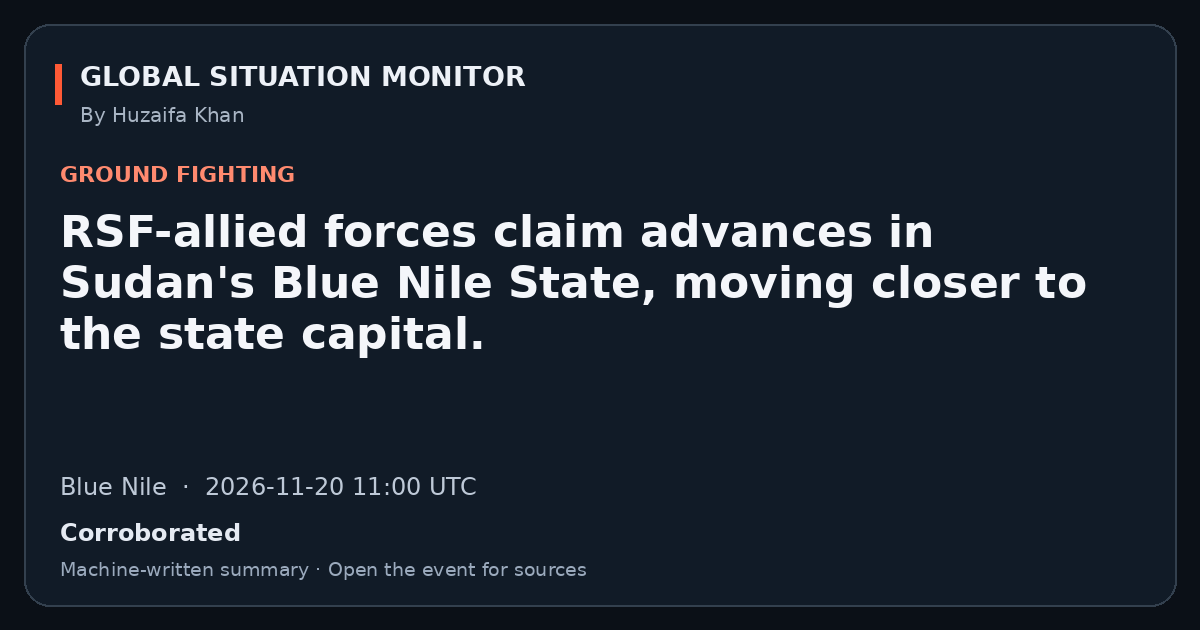 GLOBAL SITUATION MONITOR
By Huzaifa Khan
GROUND FIGHTING
RSF-allied forces claim advances in
Sudan's Blue Nile State, moving closer to
the state capital.
Blue Nile · 2026-11-20 11:00 UTC
Corroborated
Machine-written summary · Open the event for sources